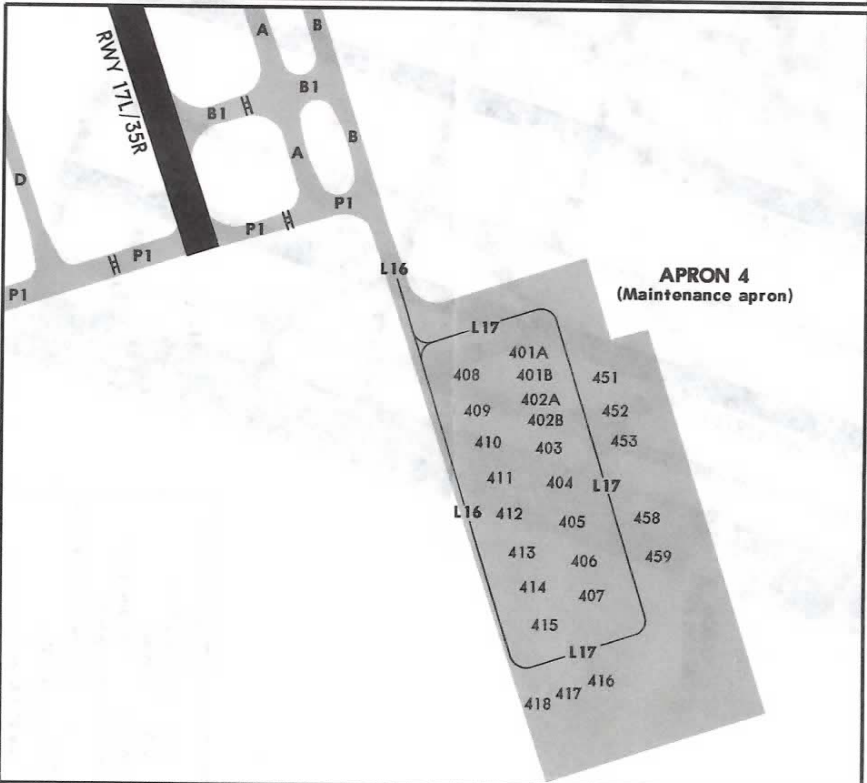 A
B
RWY 17L/35R
B1
B1
A
B
D
P1
P1
P1
P1
L16
APRON 4
(Maintenance apron)
L17
401A
408
401B
451
402A
409
452
402B
410
403
453
411
404
L17
L16
412
405
458
413
406
459
414
407
415
L17
416
417
418